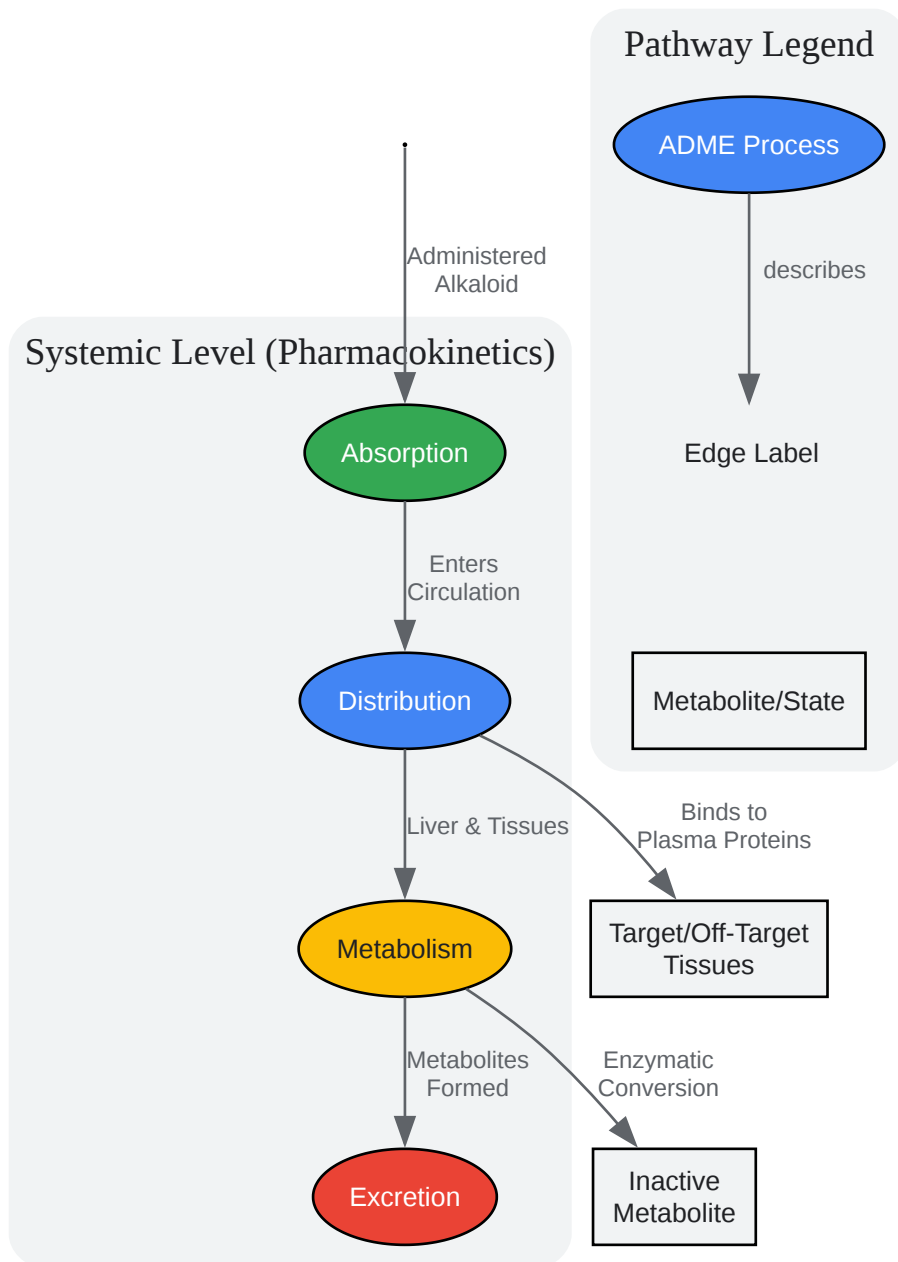 Pathway Legend
ADME Process
describes
Edge Label
Metabolite/State
Administered
Alkaloid
Systemic Level (Pharmacokinetics)
Absorption
Enters
Circulation
Distribution
Liver & Tissues
Binds to
Plasma Proteins
Metabolism
Target/Off-Target
Tissues
Metabolites
Formed
Enzymatic
Conversion
Excretion
Inactive
Metabolite